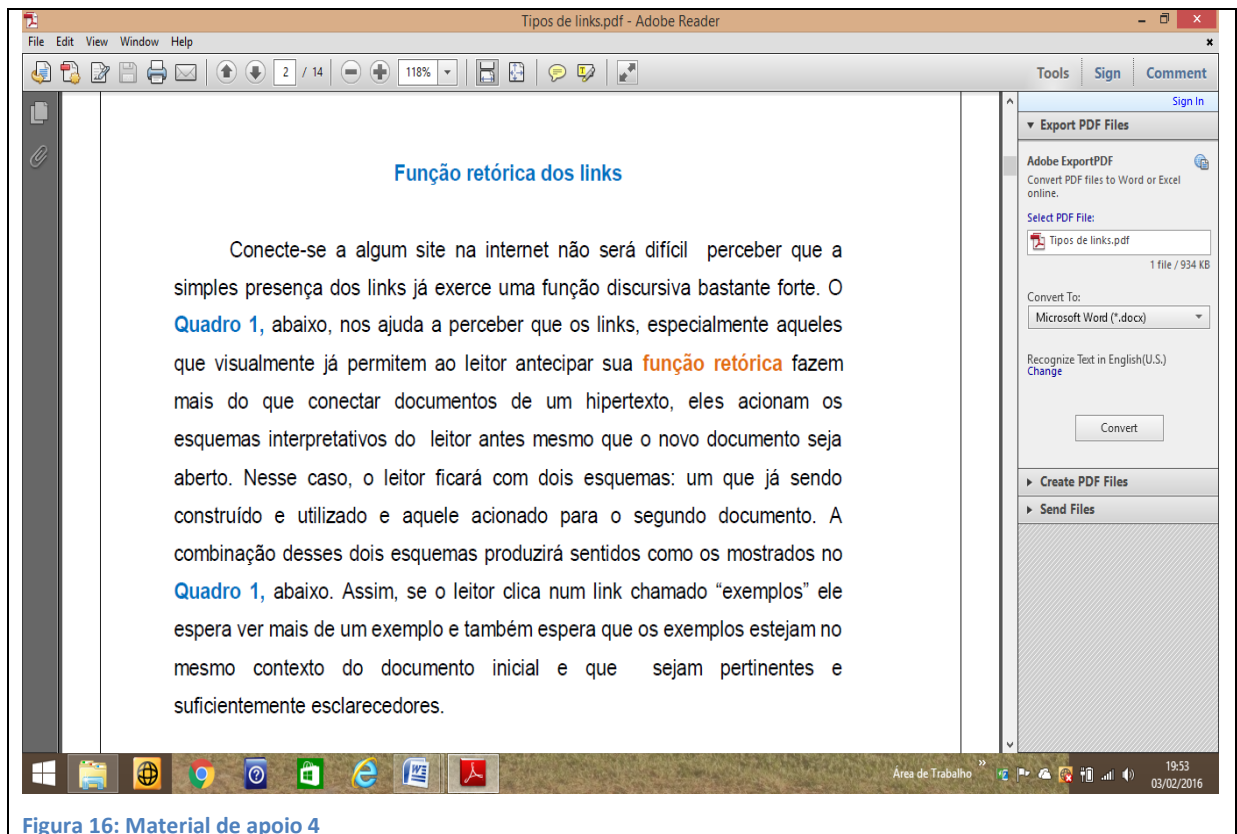 Tipos de links.pdf - Adobe Reader
File Edit View Window Help
2 / 14
118%
Tools Sign Comment
Sign In
Export PDF Files
Adobe ExportPDF
Convert PDF files to Word or Excel
online.
Select PDF File:
Tipos de links.pdf
1 file / 934 KB
Convert To:
Microsoft Word (*.docx)
Recognize Text in English(U.S.)
Change
Convert
Create PDF Files
Send Files
Função retórica dos links
Conecte-se a algum site na internet não será difícil perceber que a
simples presença dos links já exerce uma função discursiva bastante forte. O
Quadro 1, abaixo, nos ajuda a perceber que os links, especialmente aqueles
que visualmente já permitem ao leitor antecipar sua função retórica fazem
mais do que conectar documentos de um hipertexto, eles acionam os
esquemas interpretativos do leitor antes mesmo que o novo documento seja
aberto. Nesse caso, o leitor ficará com dois esquemas: um que já sendo
construído e utilizado e aquele acionado para o segundo documento. A
combinação desses dois esquemas produzirá sentidos como os mostrados no
Quadro 1, abaixo. Assim, se o leitor clica num link chamado “exemplos” ele
espera ver mais de um exemplo e também espera que os exemplos estejam no
mesmo contexto do documento inicial e que sejam pertinentes e
suficientemente esclarecedores.
Área de Trabalho
19:53
03/02/2016
Figura 16: Material de apoio 4